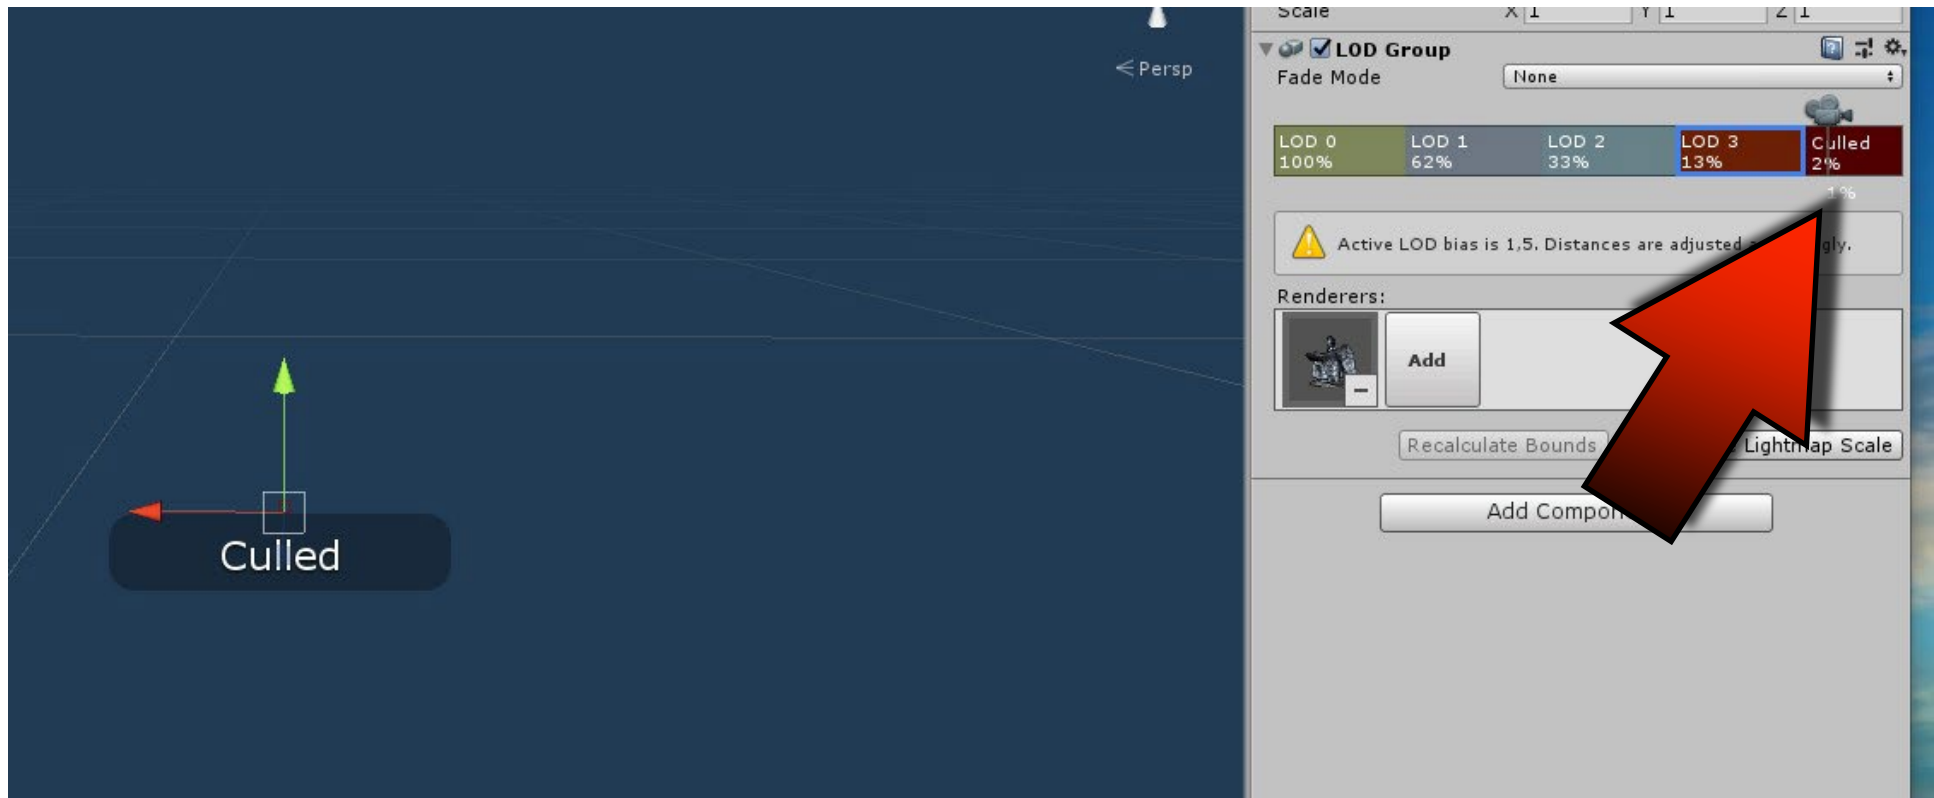 Scale X 1 Y 1 Z 1
<Persp
LOD Group
Fade Mode None
LOD 0 LOD 1 LOD 2 LOD 3 Culled
100% 62% 33% 13% 2%
1%
Active LOD bias is 1,5. Distances are adjusted gly.
Renderers:
Add
Recalculate Bounds Lightmap Scale
Add Compon
Culled